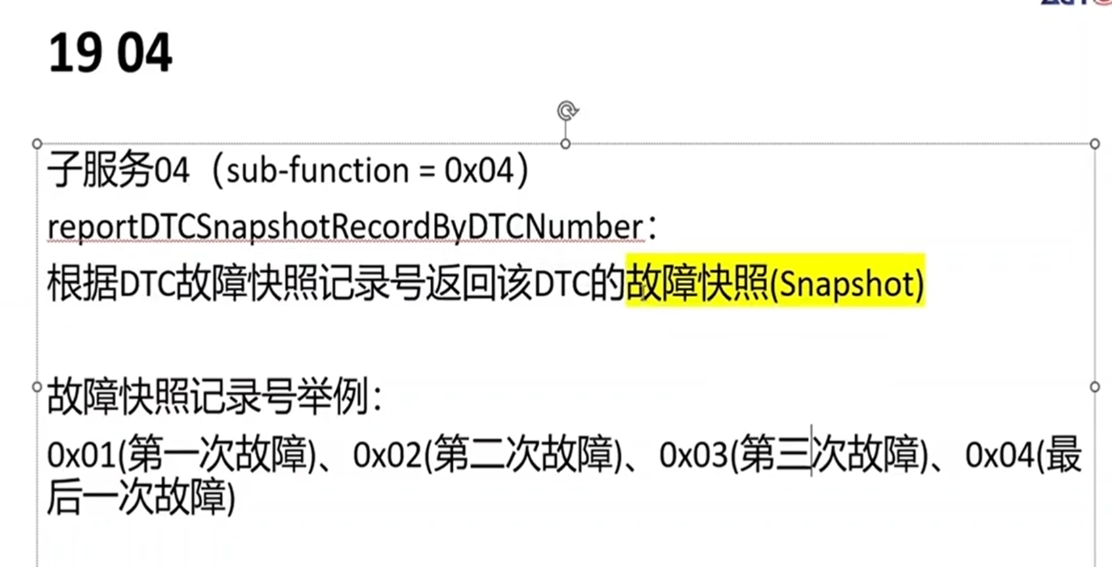 19 04
子服务04（sub-function = 0x04）
reportDTCSnapshotRecordByDTCNumber：
根据DTC故障快照记录号返回该DTC的故障快照(Snapshot)
故障快照记录号举例：
0x01(第一次故障)、0x02(第二次故障)、0x03(第三次故障)、0x04(最
后一次故障)